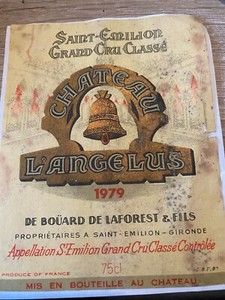 SAINT-EMILION
GRAND CRU CLASSÉ
CHATEAU
L'ANGELUS
1979
DE BOÜARD DE LAFOREST & FILS
PROPRIÉTAIRES A SAINT-EMILION-GIRONDE
Appellation St Emilion Grand Cru Classé Contrôlée
PRODUCE OF FRANCE
75cl
MIS EN BOUTEILLE AU CHATEAU